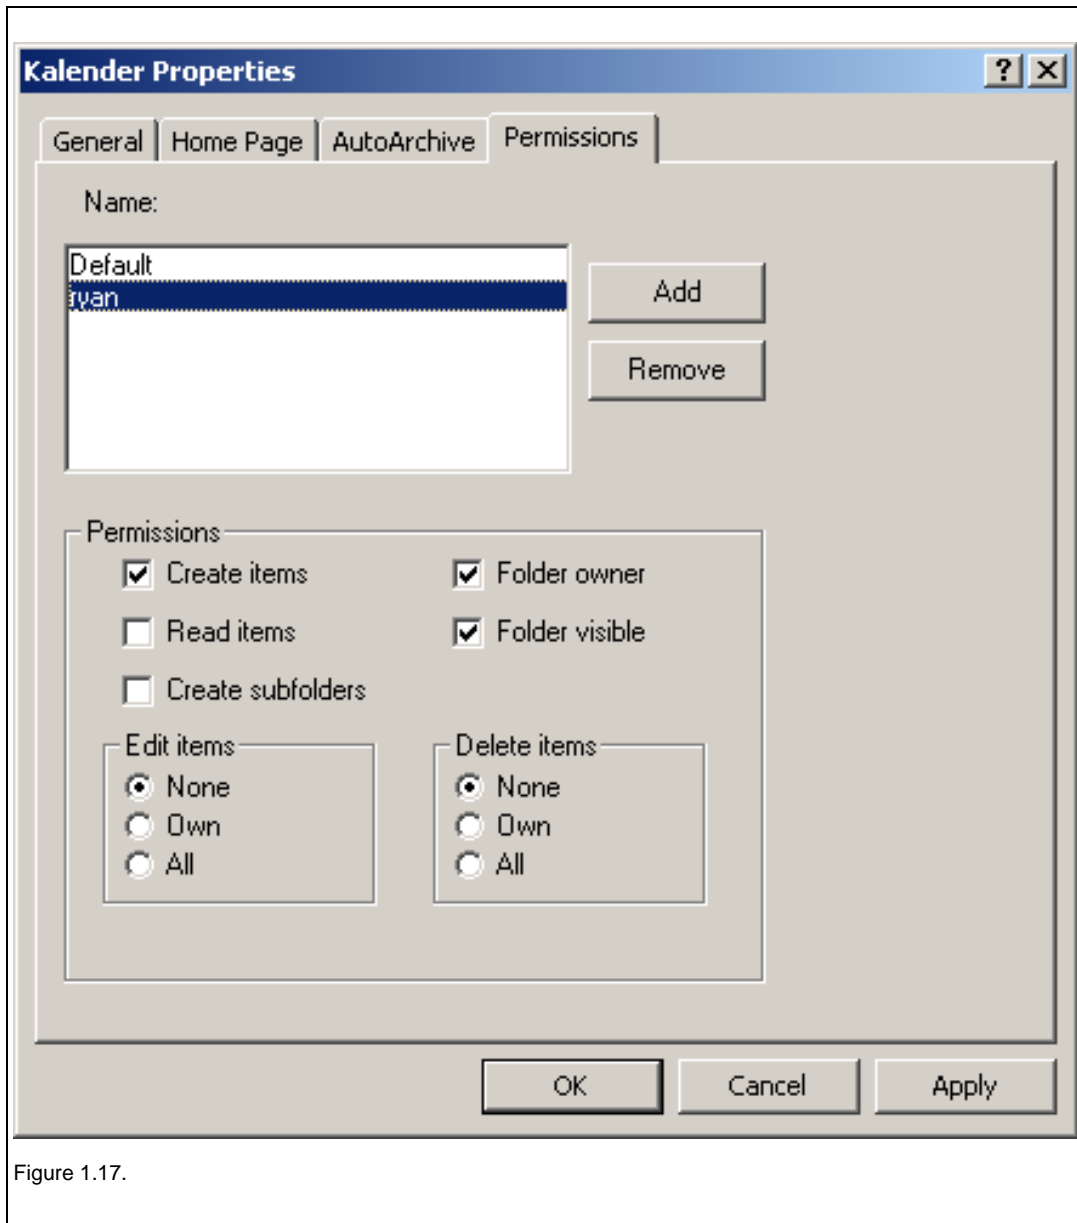 Kalender Properties
General Home Page AutoArchive Permissions
Name:
Default
ryan
Add
Remove
Permissions
Create items Folder owner
Read items Folder visible
Create subfolders
Edit items Delete items
None None
Own Own
All All
OK Cancel Apply
Figure 1.17.